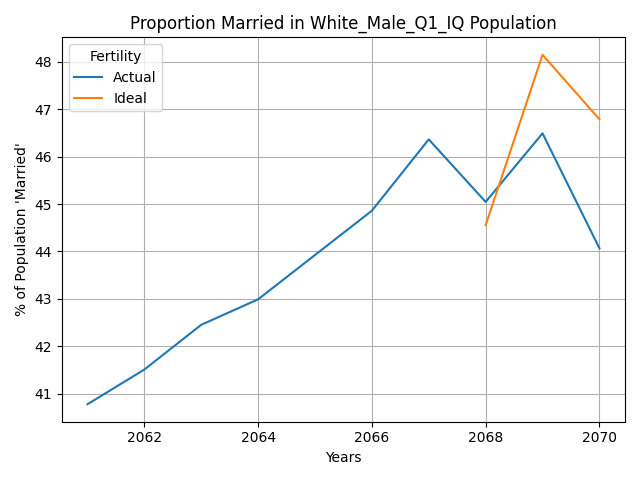 Proportion Married in White_Male_Q1_IQ Population
Fertility
Actual
Ideal
% of Population 'Married'
48
47
46
45
44
43
42
41
2062 2064 2066 2068 2070
Years